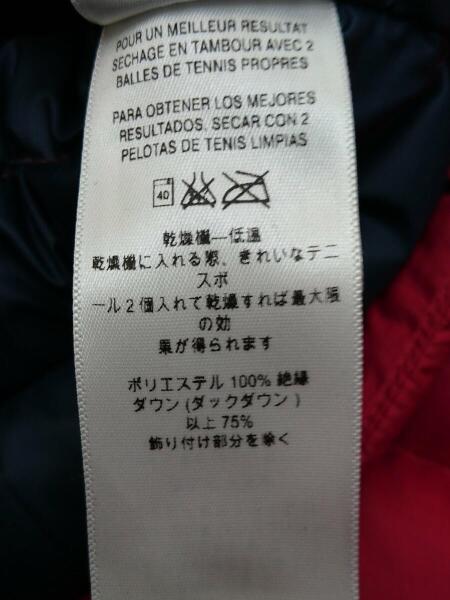 POUR UN MEILLEUR RESULTAT
SECHAGE EN TAMBOUR AVEC 2
BALLES DE TENNIS PROPRES
PARA OBTENER LOS MEJORES
RESULTADOS, SECAR CON 2
PELOTAS DE TENIS LIMPIAS
40
乾燥機―低温
乾燥機に入れる際、きれいなテニ
スボ
ール2個入れて乾燥すれば最大限
の効
果が得られます
ポリエステル 100% 絶縁
ダウン (ダックダウン )
以上 75%
飾り付け部分を除く